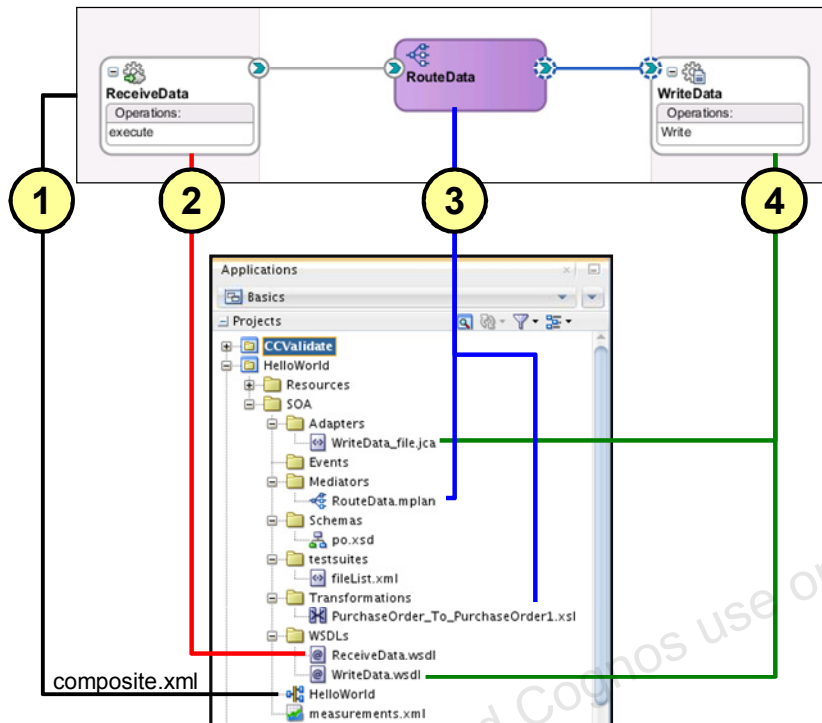 ReceiveData
Operations:
execute
RouteData
WriteData
Operations:
Write
1
2
3
4
Applications
Basics
Projects
CCValidate
HelloWorld
Resources
SOA
Adapters
WriteData_file.jca
Events
Mediators
RouteData.mplan
Schemas
po.xsd
testsuites
fileList.xml
Transformations
PurchaseOrder_To_PurchaseOrder1.xsl
WSDLs
ReceiveData.wsdl
WriteData.wsdl
composite.xml
HelloWorld
measurements.xml
Cognos use